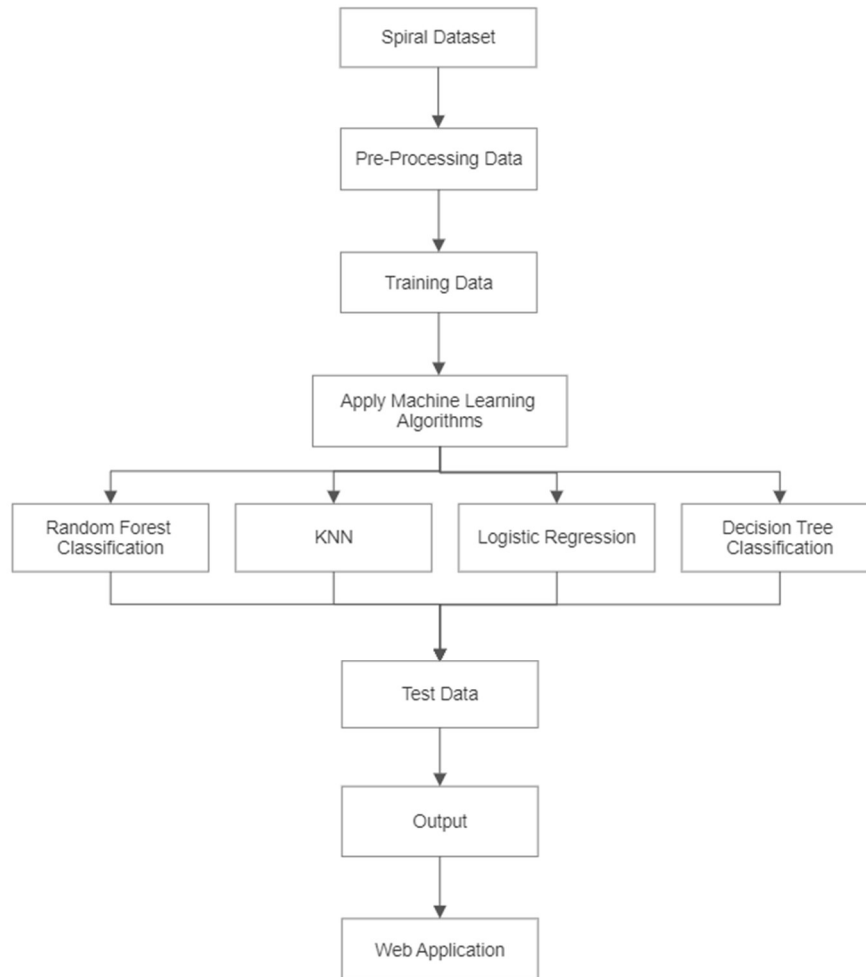 Spiral Dataset
Pre-Processing Data
Training Data
Apply Machine Learning
Algorithms
Random Forest
Classification
KNN
Logistic Regression
Decision Tree
Classification
Test Data
Output
Web Application